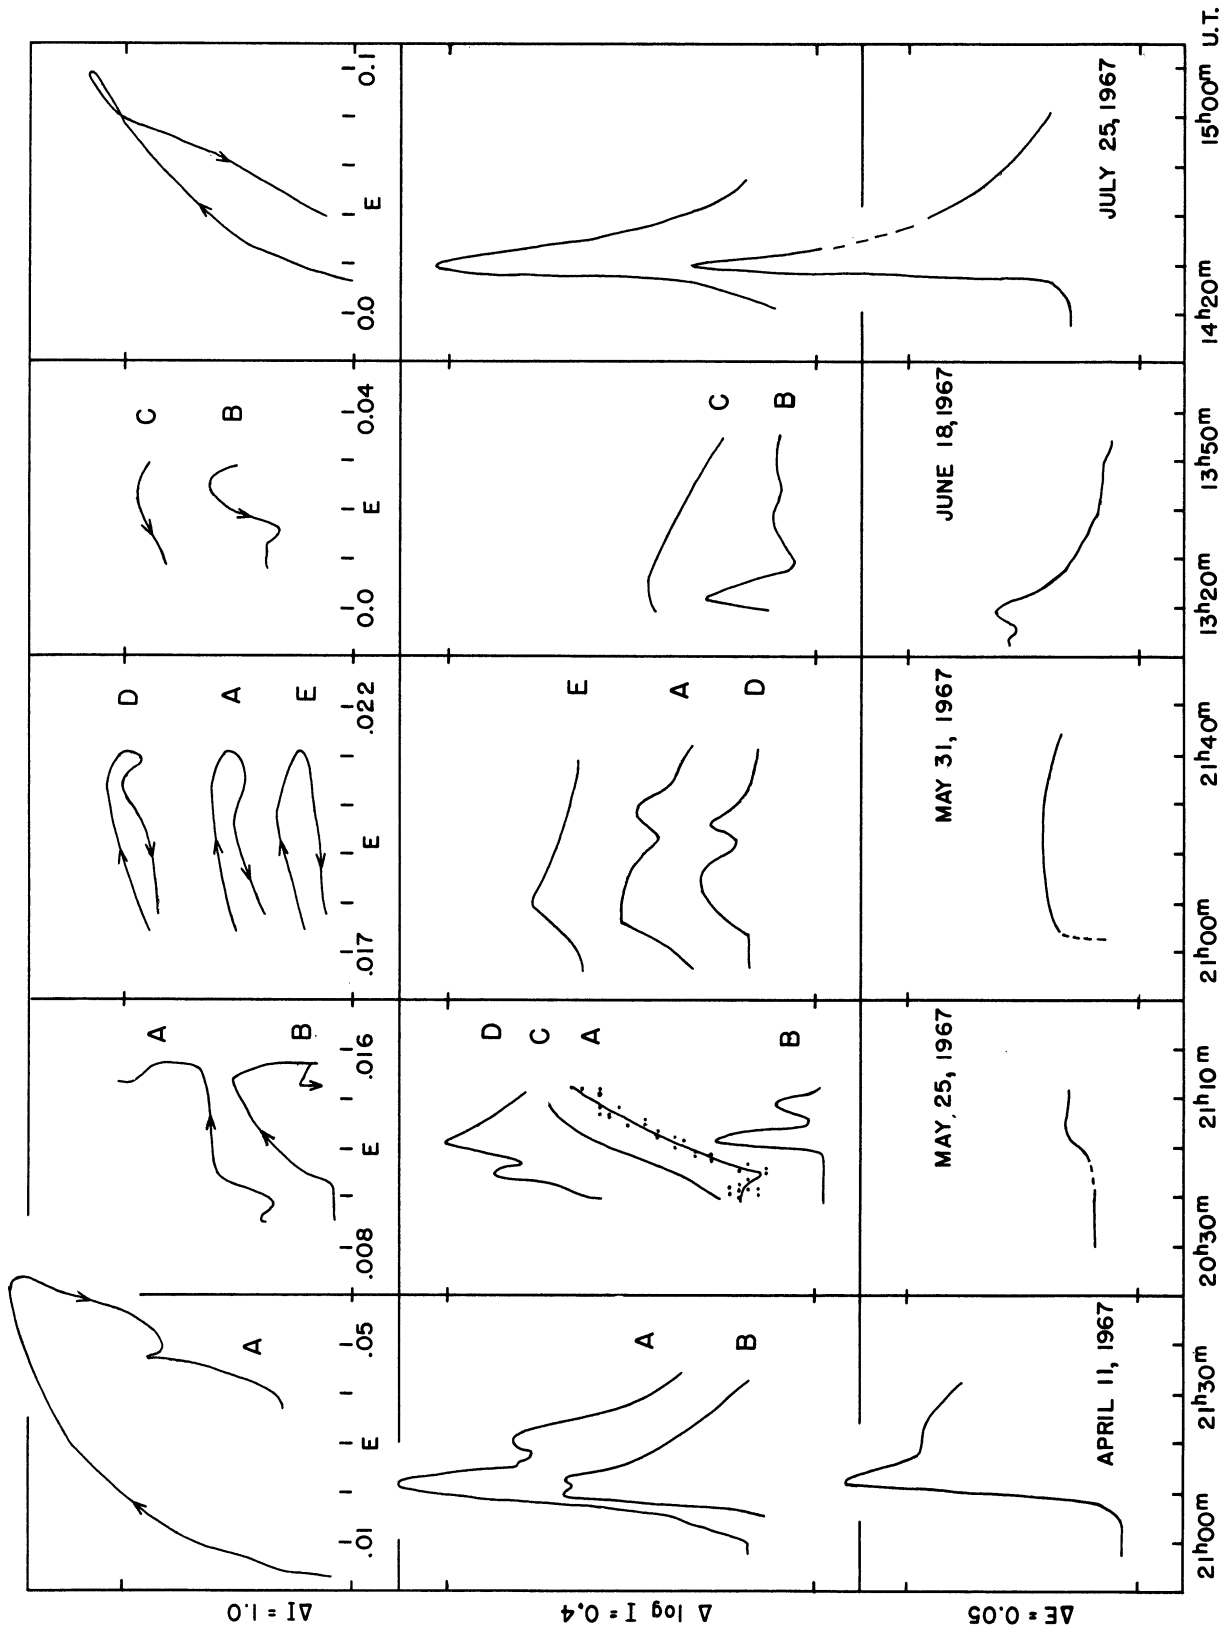 ΔI = 1.0
A
.01 E .05
A
B
.008 E .016
D
A
E
.017 E .022
C
B
0.0 E 0.04
0.0 E 0.1
Δ log I = 0.4
A
B
D
C
A
B
E
A
D
C
B
ΔE = 0.05
APRIL 11, 1967
MAY, 25, 1967
MAY 31, 1967
JUNE 18, 1967
JULY 25, 1967
21ʰ00ᵐ 21ʰ30ᵐ 20ʰ30ᵐ 21ʰ10ᵐ 21ʰ00ᵐ 21ʰ40ᵐ 13ʰ20ᵐ 13ʰ50ᵐ 14ʰ20ᵐ 15ʰ00ᵐ U.T.